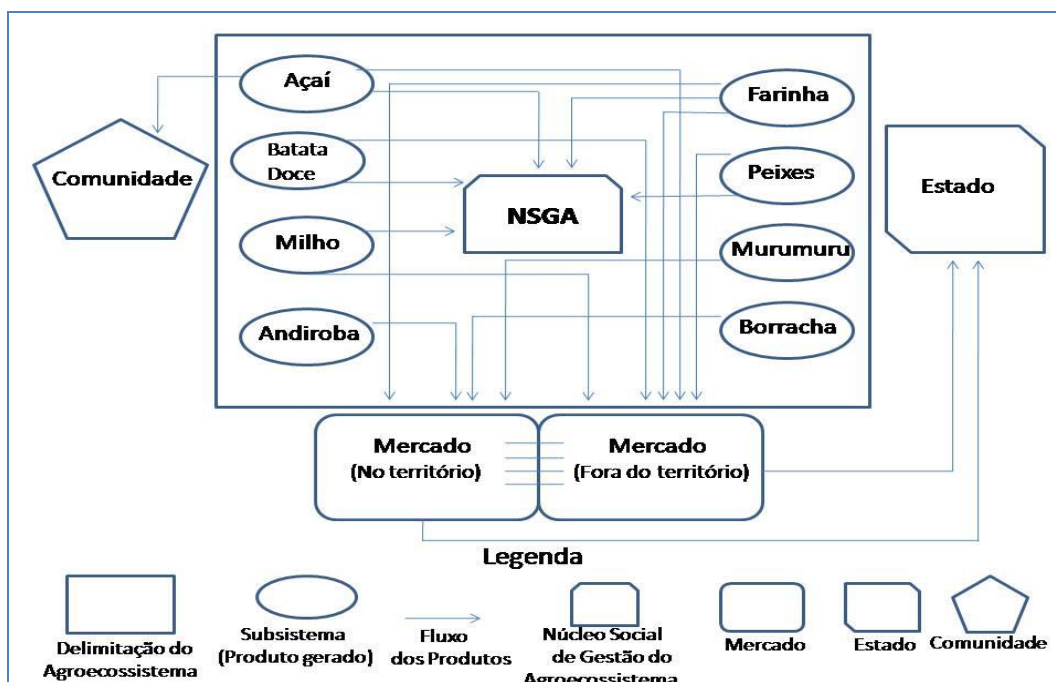 Açaí
Farinha
Batata
Doce
Peixes
Comunidade
NSGA
Estado
Milho
Murumuru
Andiroba
Borracha
Mercado
(No território)
Mercado
(Fora do território)
Legenda
Delimitação do
Agroecossistema
Subsistema
(Produto gerado)
Fluxo
dos Produtos
Núcleo Social
de Gestão do
Agroecossistema
Mercado
Estado
Comunidade